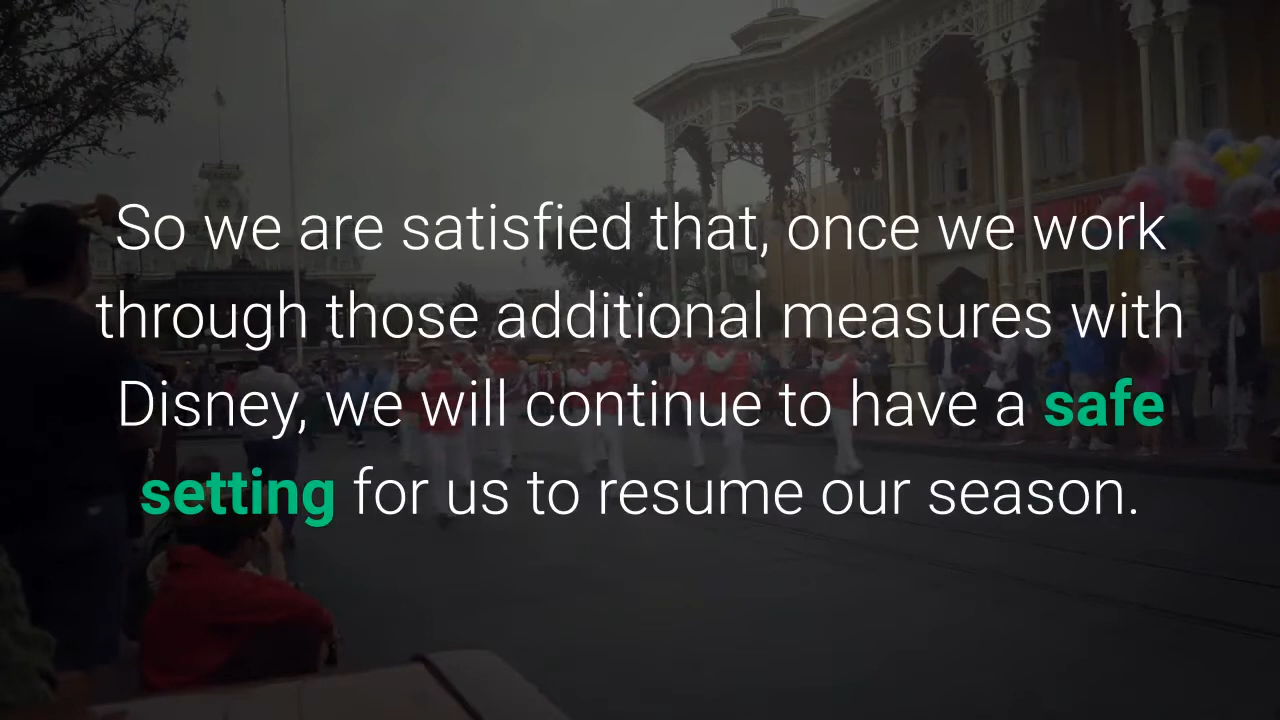 So we are satisfied that, once we work
through those additional measures with
Disney, we will continue to have a safe
setting for us to resume our season.